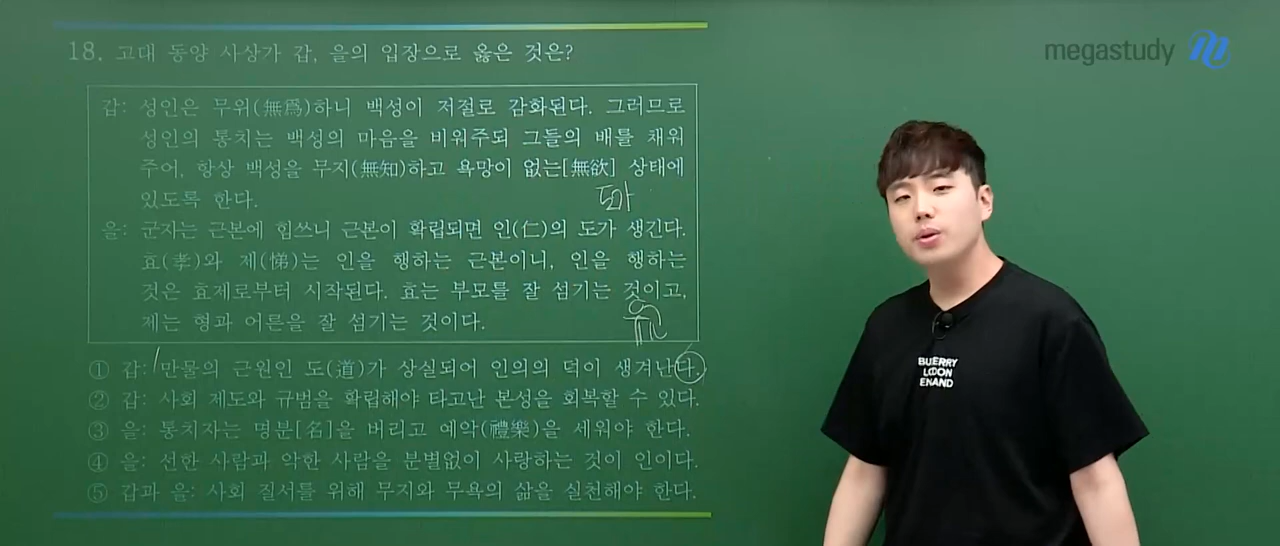 18. 고대 동양 사상가 갑, 을의 입장으로 옳은 것은?
megastudy
갑: 성인은 무위(無爲)하니 백성이 저절로 감화된다. 그러므로
성인의 통치는 백성의 마음을 비워주되 그들의 배를 채워
주어, 항상 백성을 무지(無知)하고 욕망이 없는[無欲] 상태에
있도록 한다.
도가
을: 군자는 근본에 힘쓰니 근본이 확립되면 인(仁)의 도가 생긴다.
효(孝)와 제(悌)는 인을 행하는 근본이니, 인을 행하는
것은 효제로부터 시작된다. 효는 부모를 잘 섬기는 것이고,
제는 형과 어른을 잘 섬기는 것이다.
① 갑: 만물의 근원인 도(道)가 상실되어 인의의 덕이 생겨난다.
② 갑: 사회 제도와 규범을 확립해야 타고난 본성을 회복할 수 있다.
③ 을: 통치자는 명분[名]을 버리고 예악(禮樂)을 세워야 한다.
④ 을: 선한 사람과 악한 사람을 분별없이 사랑하는 것이 인이다.
⑤ 갑과 을: 사회 질서를 위해 무지와 무욕의 삶을 실천해야 한다.